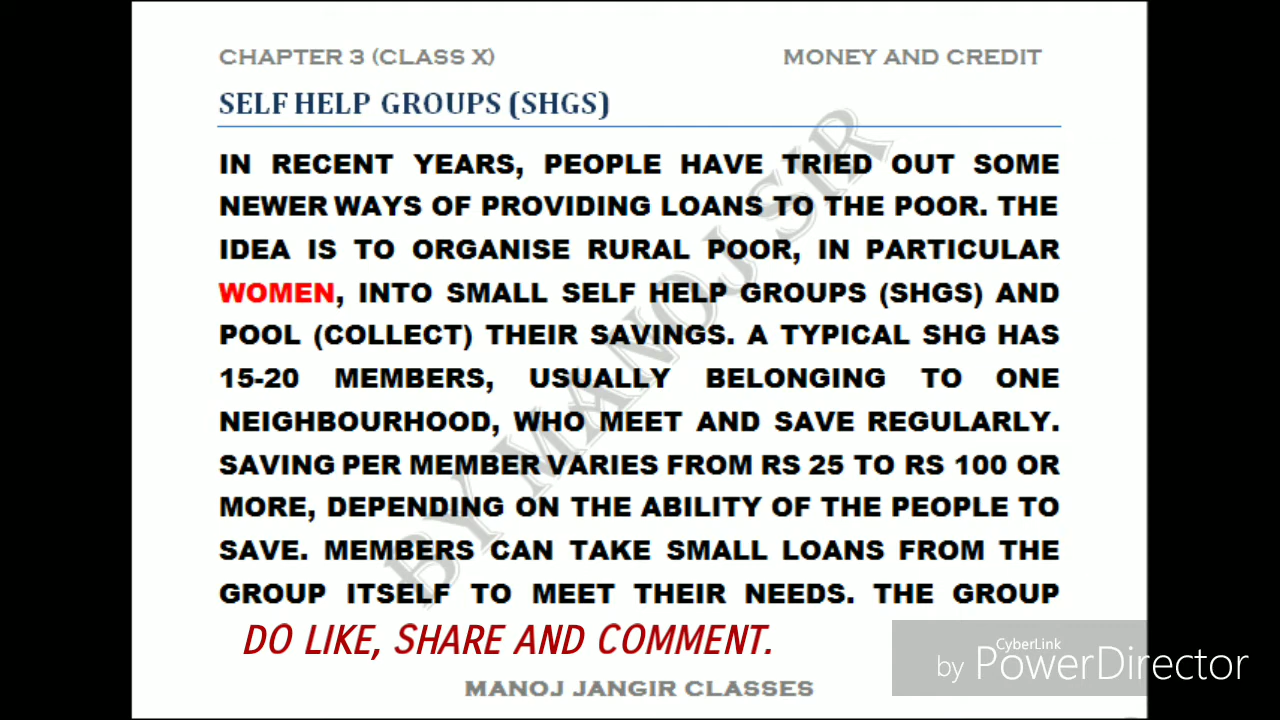 CHAPTER 3 (CLASS X) MONEY AND CREDIT
SELF HELP GROUPS (SHGS)
IN RECENT YEARS, PEOPLE HAVE TRIED OUT SOME
NEWER WAYS OF PROVIDING LOANS TO THE POOR. THE
IDEA IS TO ORGANISE RURAL POOR, IN PARTICULAR
WOMEN, INTO SMALL SELF HELP GROUPS (SHGS) AND
POOL (COLLECT) THEIR SAVINGS. A TYPICAL SHG HAS
15-20 MEMBERS, USUALLY BELONGING TO ONE
NEIGHBOURHOOD, WHO MEET AND SAVE REGULARLY.
SAVING PER MEMBER VARIES FROM RS 25 TO RS 100 OR
MORE, DEPENDING ON THE ABILITY OF THE PEOPLE TO
SAVE. MEMBERS CAN TAKE SMALL LOANS FROM THE
GROUP ITSELF TO MEET THEIR NEEDS. THE GROUP
BY MANOJ SIR
DO LIKE, SHARE AND COMMENT.
CyberLink
by PowerDirector
MANOJ JANGIR CLASSES